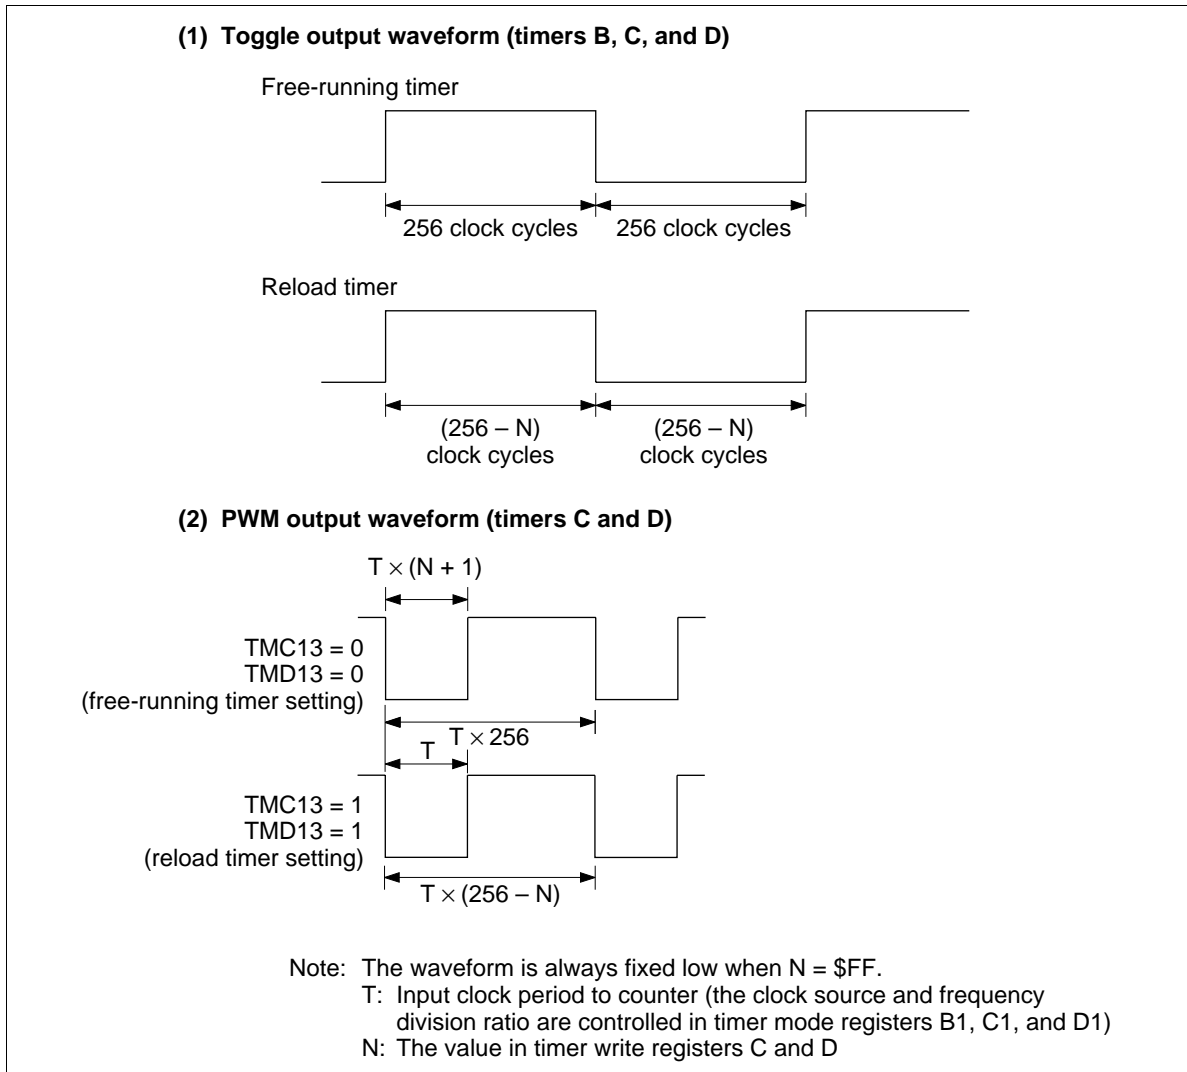 (1) Toggle output waveform (timers B, C, and D)
Free-running timer
256 clock cycles 256 clock cycles
Reload timer
(256 – N) (256 – N)
clock cycles clock cycles
(2) PWM output waveform (timers C and D)
T × (N + 1)
TMC13 = 0
TMD13 = 0
(free-running timer setting)
T × 256
T
TMC13 = 1
TMD13 = 1
(reload timer setting)
T × (256 – N)
Note: The waveform is always fixed low when N = $FF.
T: Input clock period to counter (the clock source and frequency
division ratio are controlled in timer mode registers B1, C1, and D1)
N: The value in timer write registers C and D